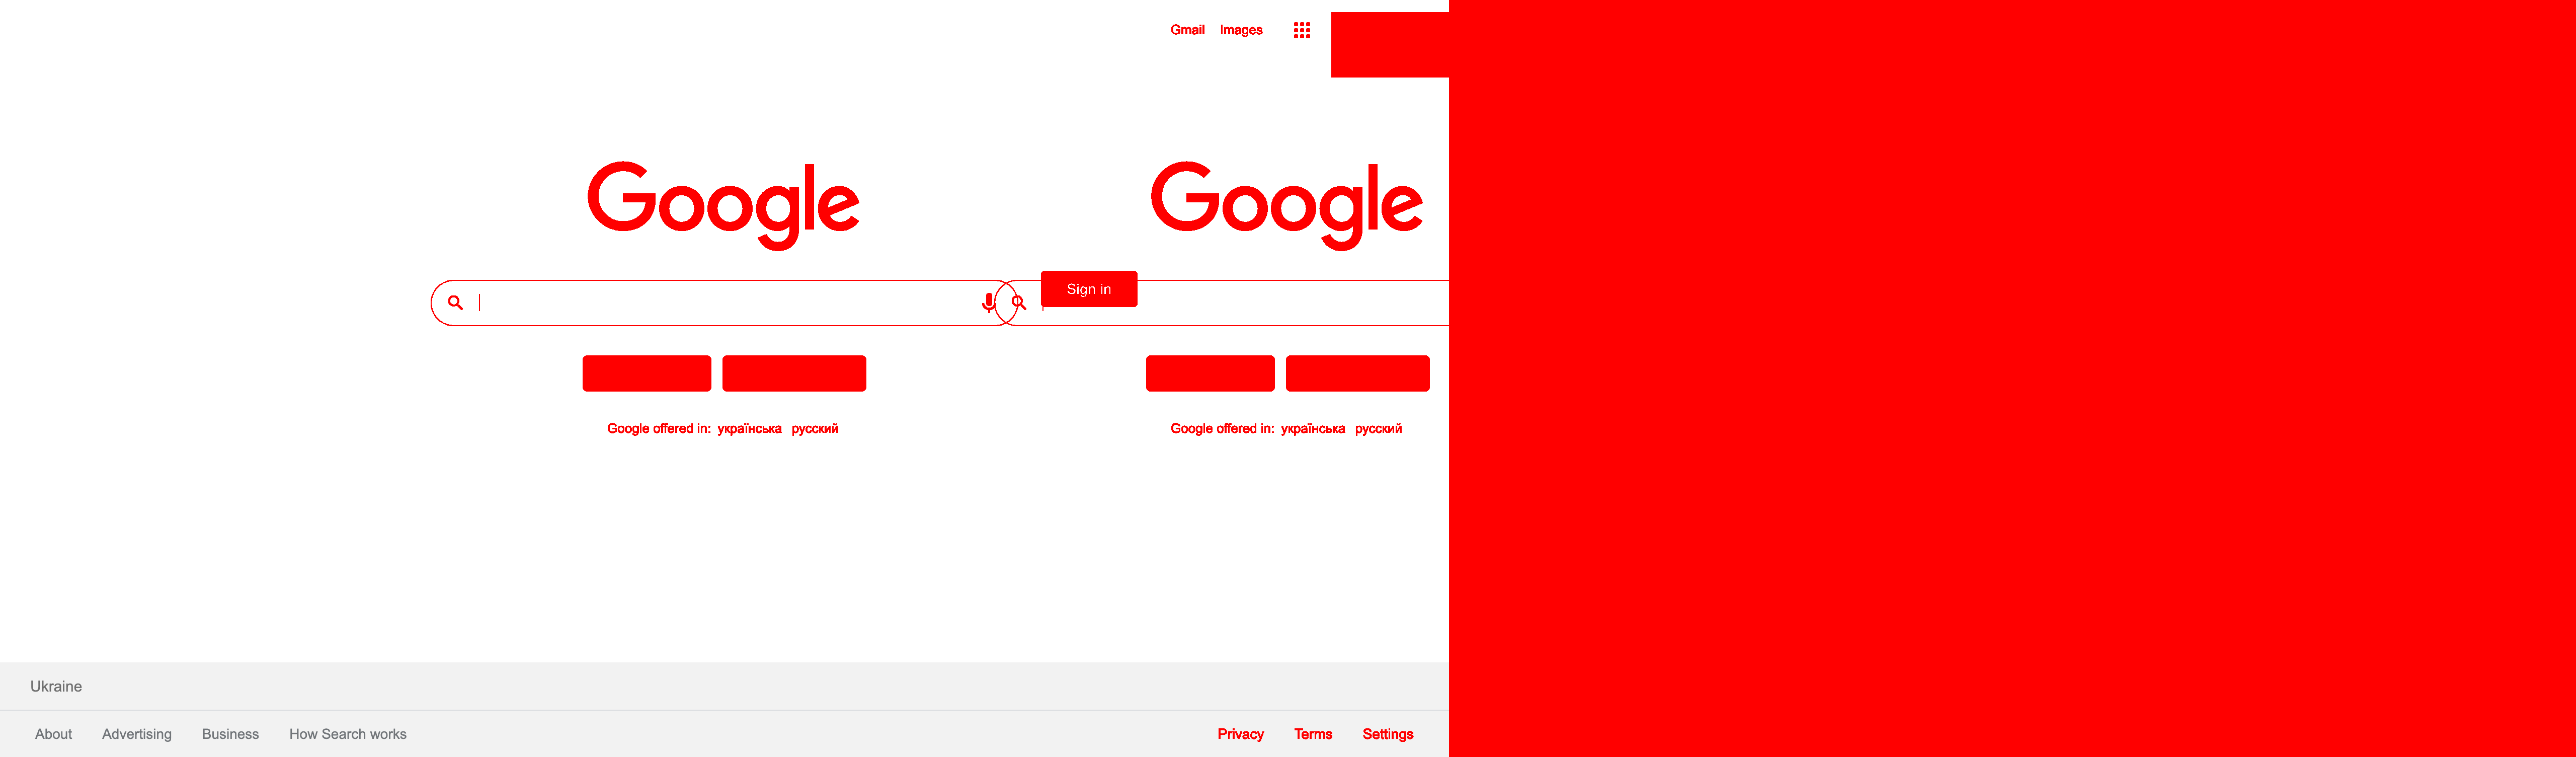 Gmail Images
Google Google
Sign in
Google offered in: українська русский Google offered in: українська русский
Ukraine
About Advertising Business How Search works Privacy Terms Settings